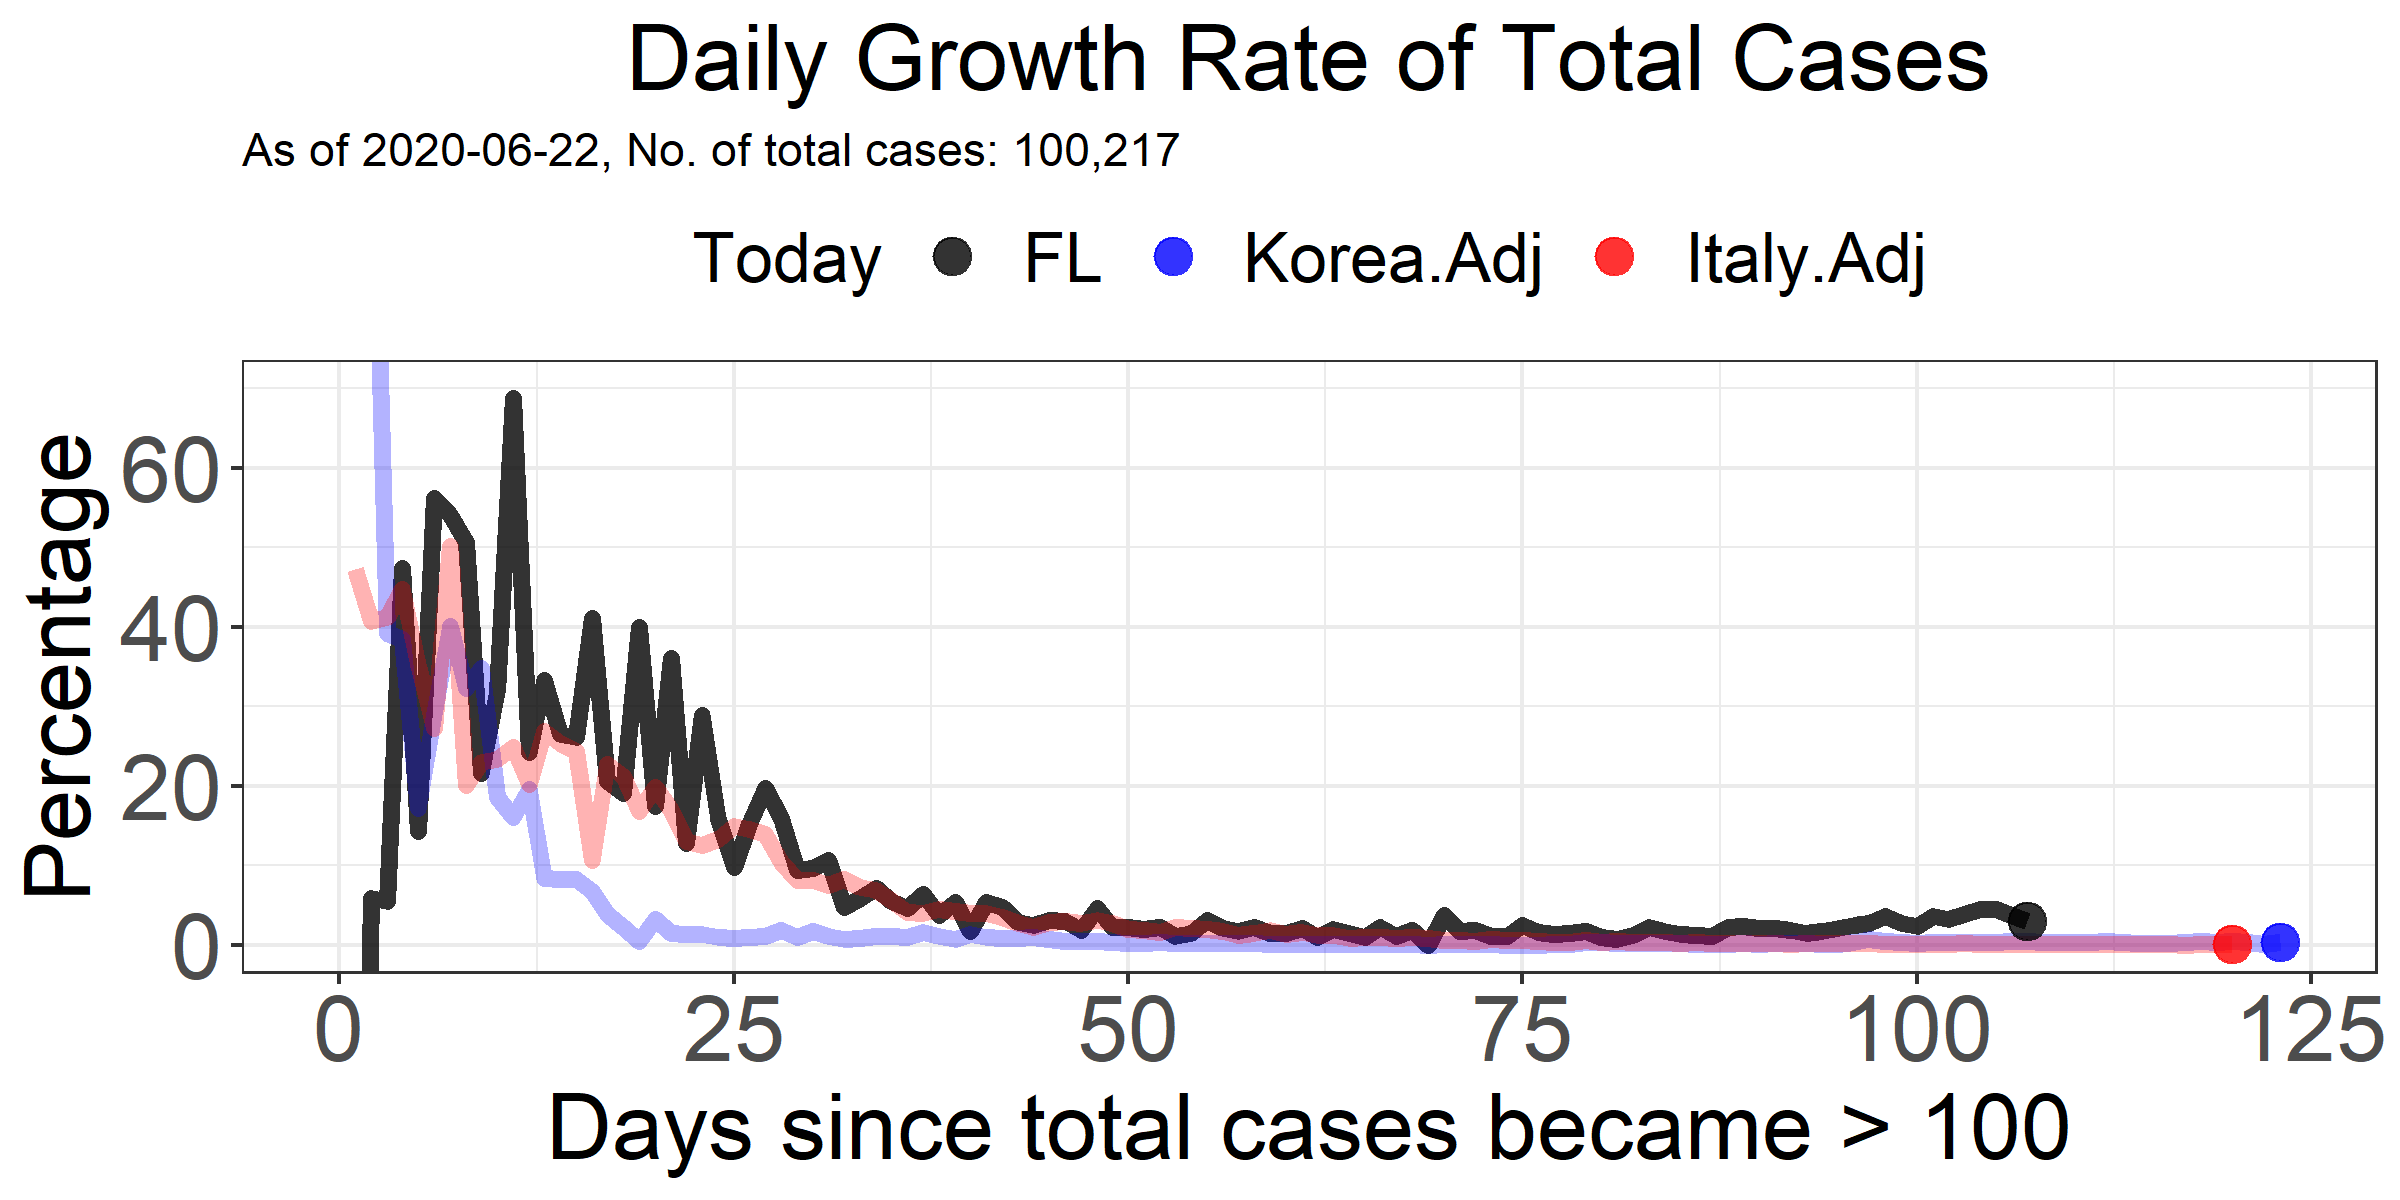 Daily Growth Rate of Total Cases
As of 2020-06-22, No. of total cases: 100,217
Today FL Korea.Adj Italy.Adj
Percentage
60
40
20
0
0 25 50 75 100 125
Days since total cases became > 100